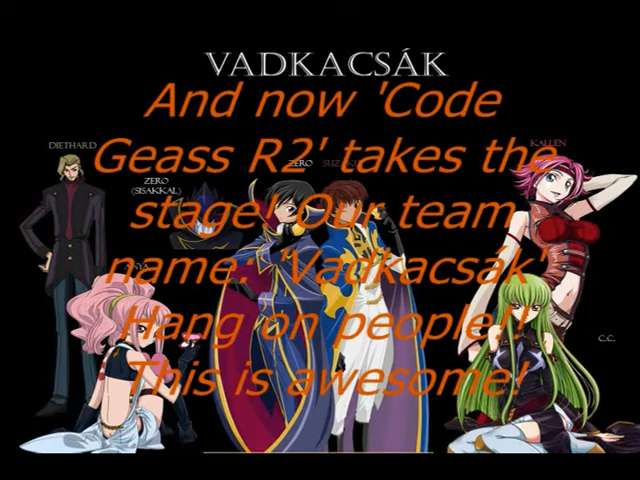 VADKACSÁK
And now 'Code
Geass R2' takes the
stage! Our team
name: 'Vadkacsák'
Hang on people!!
This is awesome!
DIETHARD
ZERO
(SISAKKAL)
ZERO
SUZAKU
KALLEN
C.C.